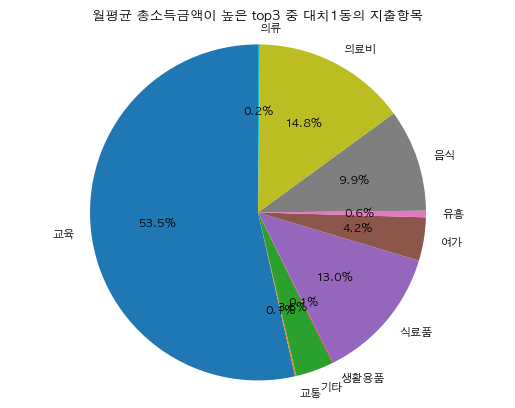 월평균 총소득금액이 높은 top3 중 대치1동의 지출항목
의류
의료비
0.2%
14.8%
음식
9.9%
0.6%
유흥
53.5%
4.2%
교육
여가
13.0%
0.1%
식료품
생활용품
교통
기타